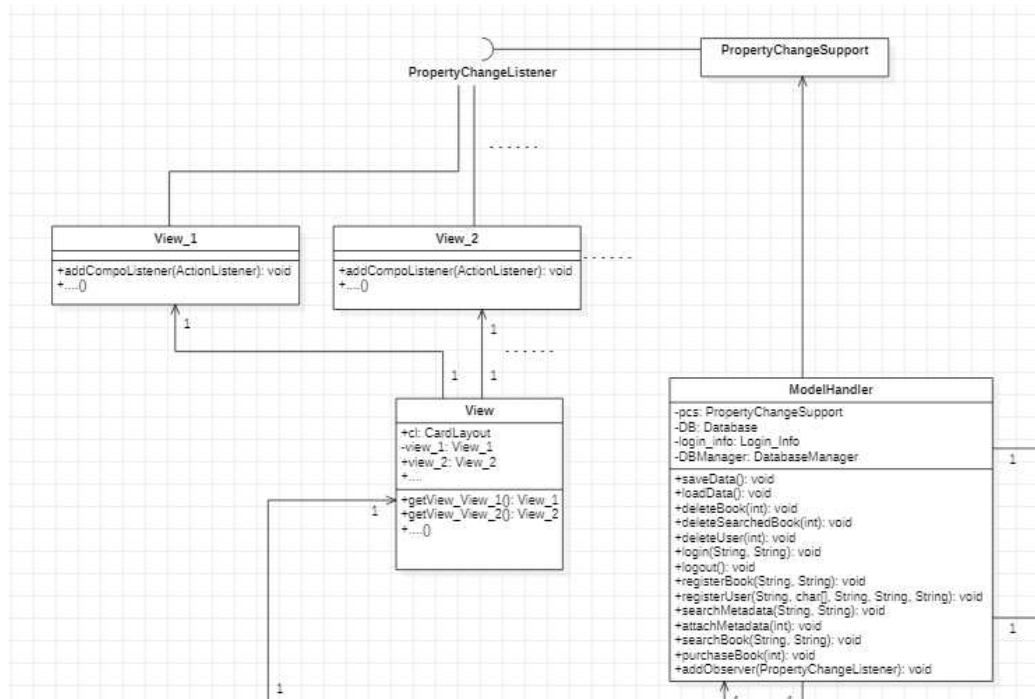 PropertyChangeSupport
PropertyChangeListener
View_1
+addCompoListener(ActionListener): void
+....()
View_2
+addCompoListener(ActionListener): void
+....()
1
1
1
1
View
+cl: CardLayout
-view_1: View_1
+view_2: View_2
+....
+getView_View_1(): View_1
+getView_View_2(): View_2
+....()
1
1
ModelHandler
-pcs: PropertyChangeSupport
-DB: Database
-login_info: Login_Info
-DBManager: DatabaseManager
+saveData(): void
+loadData(): void
+deleteBook(int): void
+deleteSearchedBook(int): void
+deleteUser(int): void
+login(String, String): void
+logout(): void
+registerBook(String, String): void
+registerUser(String, char[], String, String, String): void
+searchMetadata(String, String): void
+attachMetadata(int): void
+searchBook(String, String): void
+purchaseBook(int): void
+addObserver(PropertyChangeListener): void
1
1